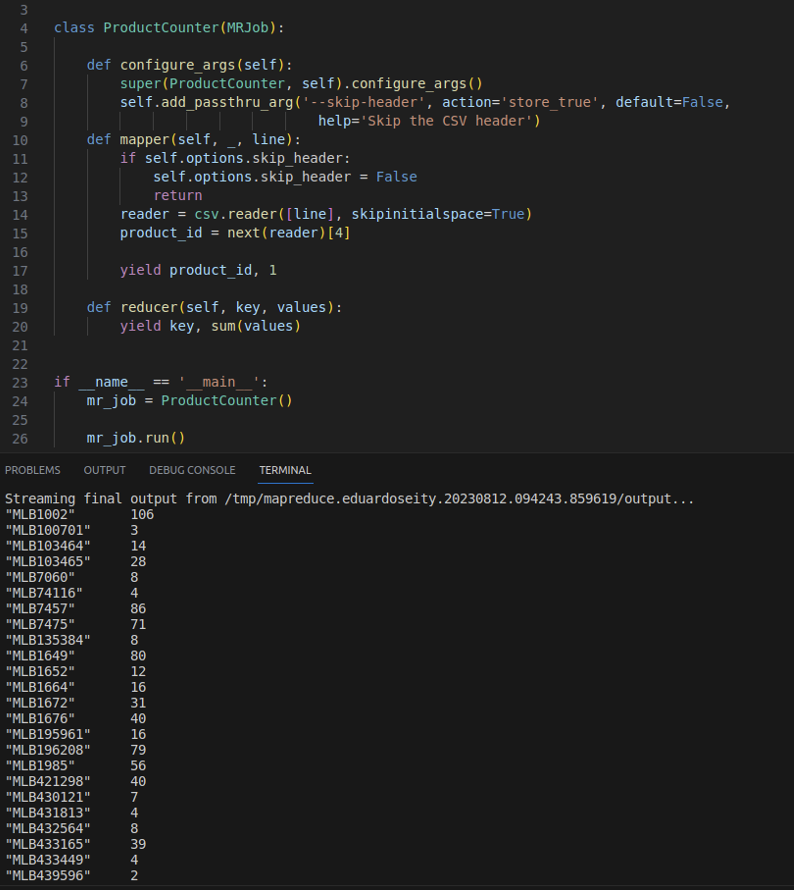 3
4 class ProductCounter(MRJob):
5
6 def configure_args(self):
7 super(ProductCounter, self).configure_args()
8 self.add_passthru_arg('--skip-header', action='store_true', default=False,
9 help='Skip the CSV header')
10 def mapper(self, _, line):
11 if self.options.skip_header:
12 self.options.skip_header = False
13 return
14 reader = csv.reader([line], skipinitialspace=True)
15 product_id = next(reader)[4]
16
17 yield product_id, 1
18
19 def reducer(self, key, values):
20 yield key, sum(values)
21
22
23 if __name__ == '__main__':
24 mr_job = ProductCounter()
25
26 mr_job.run()
PROBLEMS OUTPUT DEBUG CONSOLE TERMINAL
Streaming final output from /tmp/mapreduce.eduardoseity.20230812.094243.859619/output...
"MLB1002" 106
"MLB100701" 3
"MLB103464" 14
"MLB103465" 28
"MLB7060" 8
"MLB74116" 4
"MLB7457" 86
"MLB7475" 71
"MLB135384" 8
"MLB1649" 80
"MLB1652" 12
"MLB1664" 16
"MLB1672" 31
"MLB1676" 40
"MLB195961" 16
"MLB196208" 79
"MLB1985" 56
"MLB421298" 40
"MLB430121" 7
"MLB431813" 4
"MLB432564" 8
"MLB433165" 39
"MLB433449" 4
"MLB439596" 2